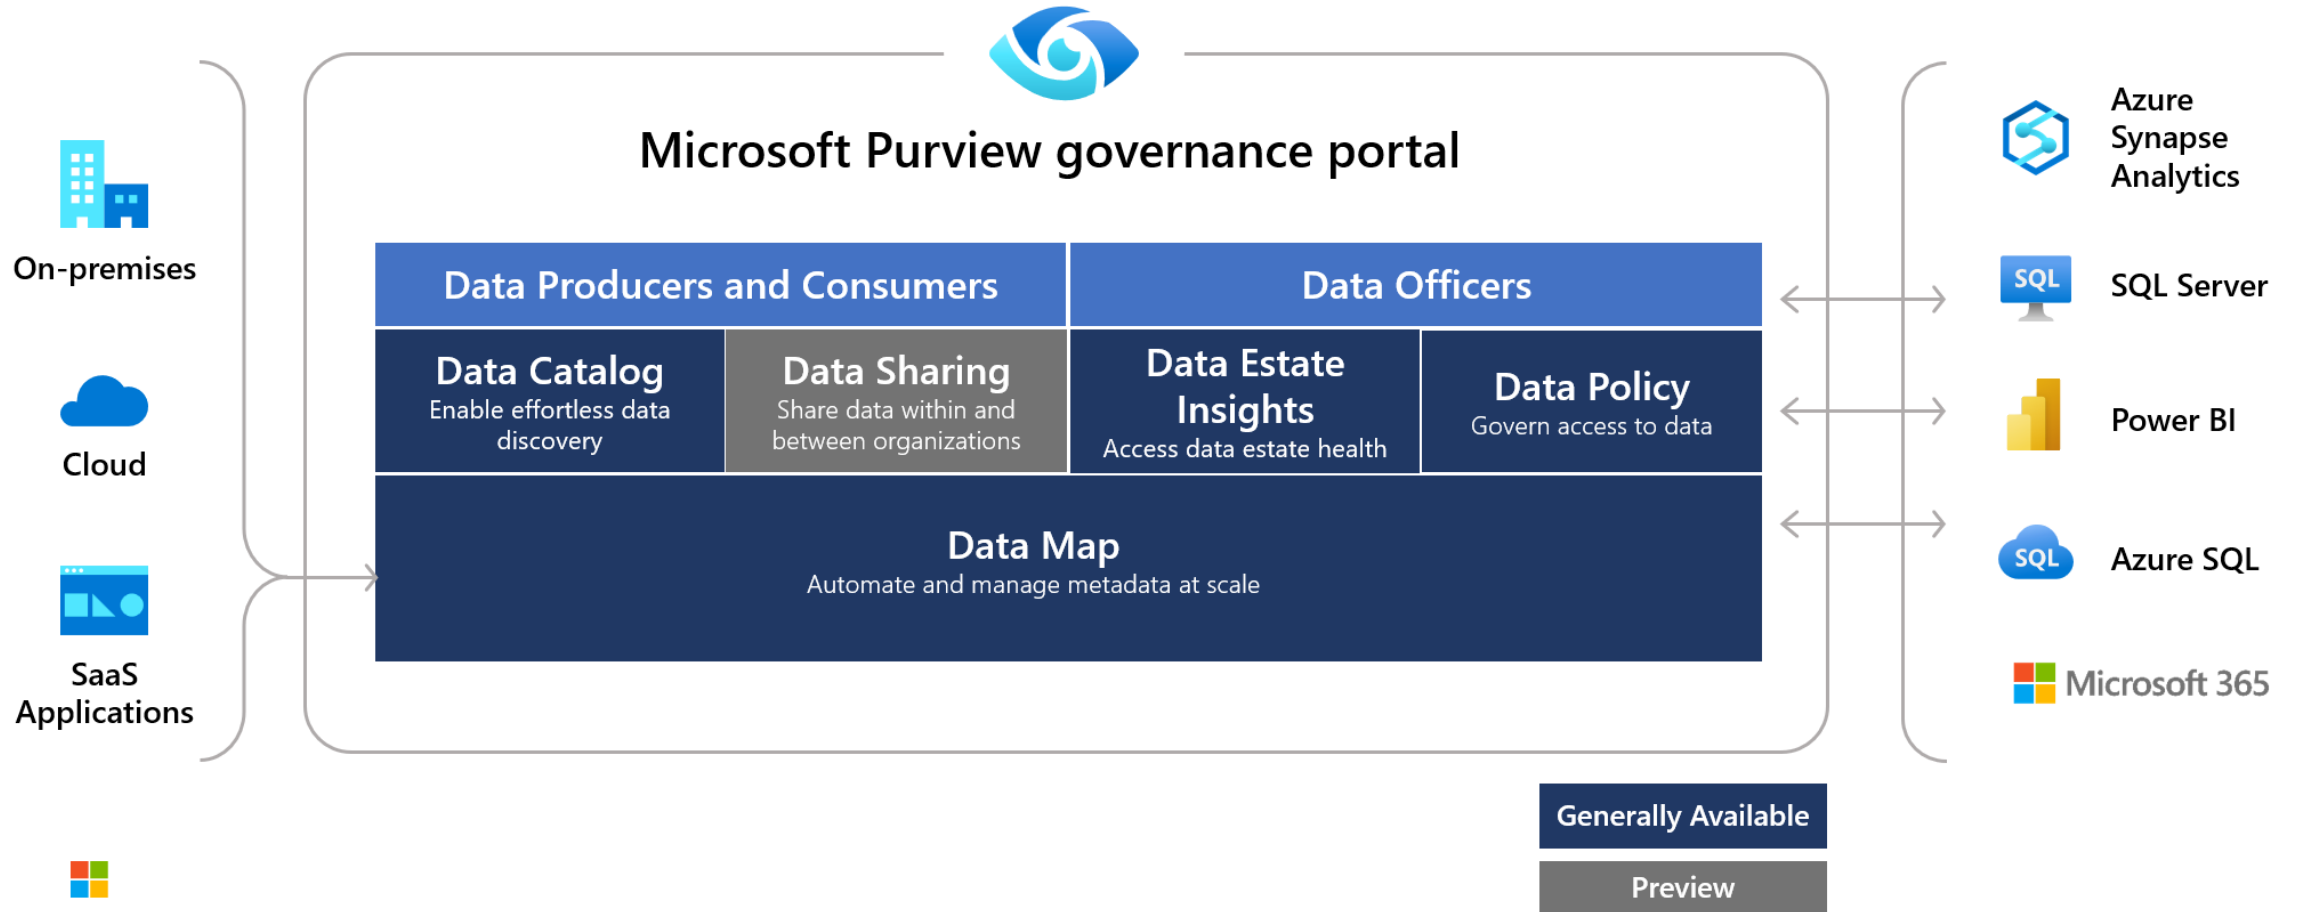 Microsoft Purview governance portal
On-premises
Cloud
SaaS
Applications
Data Producers and Consumers
Data Officers
Data Catalog
Enable effortless data
discovery
Data Sharing
Share data within and
between organizations
Data Estate
Insights
Access data estate health
Data Policy
Govern access to data
Data Map
Automate and manage metadata at scale
Azure
Synapse
Analytics
SQL
SQL Server
Power BI
SQL
Azure SQL
Microsoft 365
Generally Available
Preview